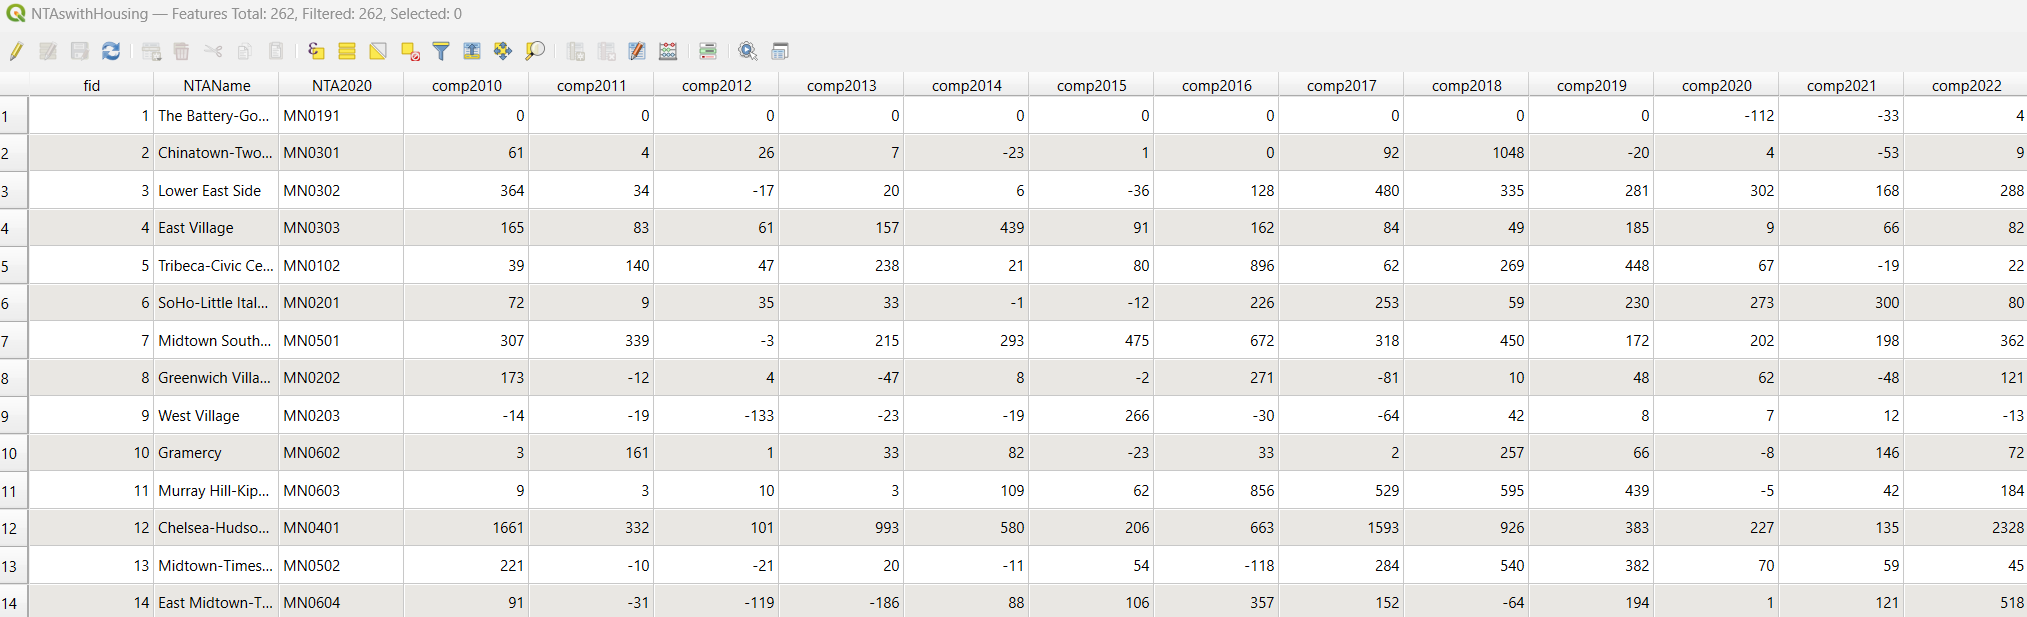 NTAswithHousing — Features Total: 262, Filtered: 262, Selected: 0
fid NTAName NTA2020 comp2010 comp2011 comp2012 comp2013 comp2014 comp2015 comp2016 comp2017 comp2018 comp2019 comp2020 comp2021 comp2022
1 1 The Battery-Go... MN0191 0 0 0 0 0 0 0 0 0 0 -112 -33 4
2 2 Chinatown-Two... MN0301 61 4 26 7 -23 1 0 92 1048 -20 4 -53 9
3 3 Lower East Side MN0302 364 34 -17 20 6 -36 128 480 335 281 302 168 288
4 4 East Village MN0303 165 83 61 157 439 91 162 84 49 185 9 66 82
5 5 Tribeca-Civic Ce... MN0102 39 140 47 238 21 80 896 62 269 448 67 -19 22
6 6 SoHo-Little Ital... MN0201 72 9 35 33 -1 -12 226 253 59 230 273 300 80
7 7 Midtown South... MN0501 307 339 -3 215 293 475 672 318 450 172 202 198 362
8 8 Greenwich Villa... MN0202 173 -12 4 -47 8 -2 271 -81 10 48 62 -48 121
9 9 West Village MN0203 -14 -19 -133 -23 -19 266 -30 -64 42 8 7 12 -13
10 10 Gramercy MN0602 3 161 1 33 82 -23 33 2 257 66 -8 146 72
11 11 Murray Hill-Kip... MN0603 9 3 10 3 109 62 856 529 595 439 -5 42 184
12 12 Chelsea-Hudso... MN0401 1661 332 101 993 580 206 663 1593 926 383 227 135 2328
13 13 Midtown-Times... MN0502 221 -10 -21 20 -11 54 -118 284 540 382 70 59 45
14 14 East Midtown-T... MN0604 91 -31 -119 -186 88 106 357 152 -64 194 1 121 518